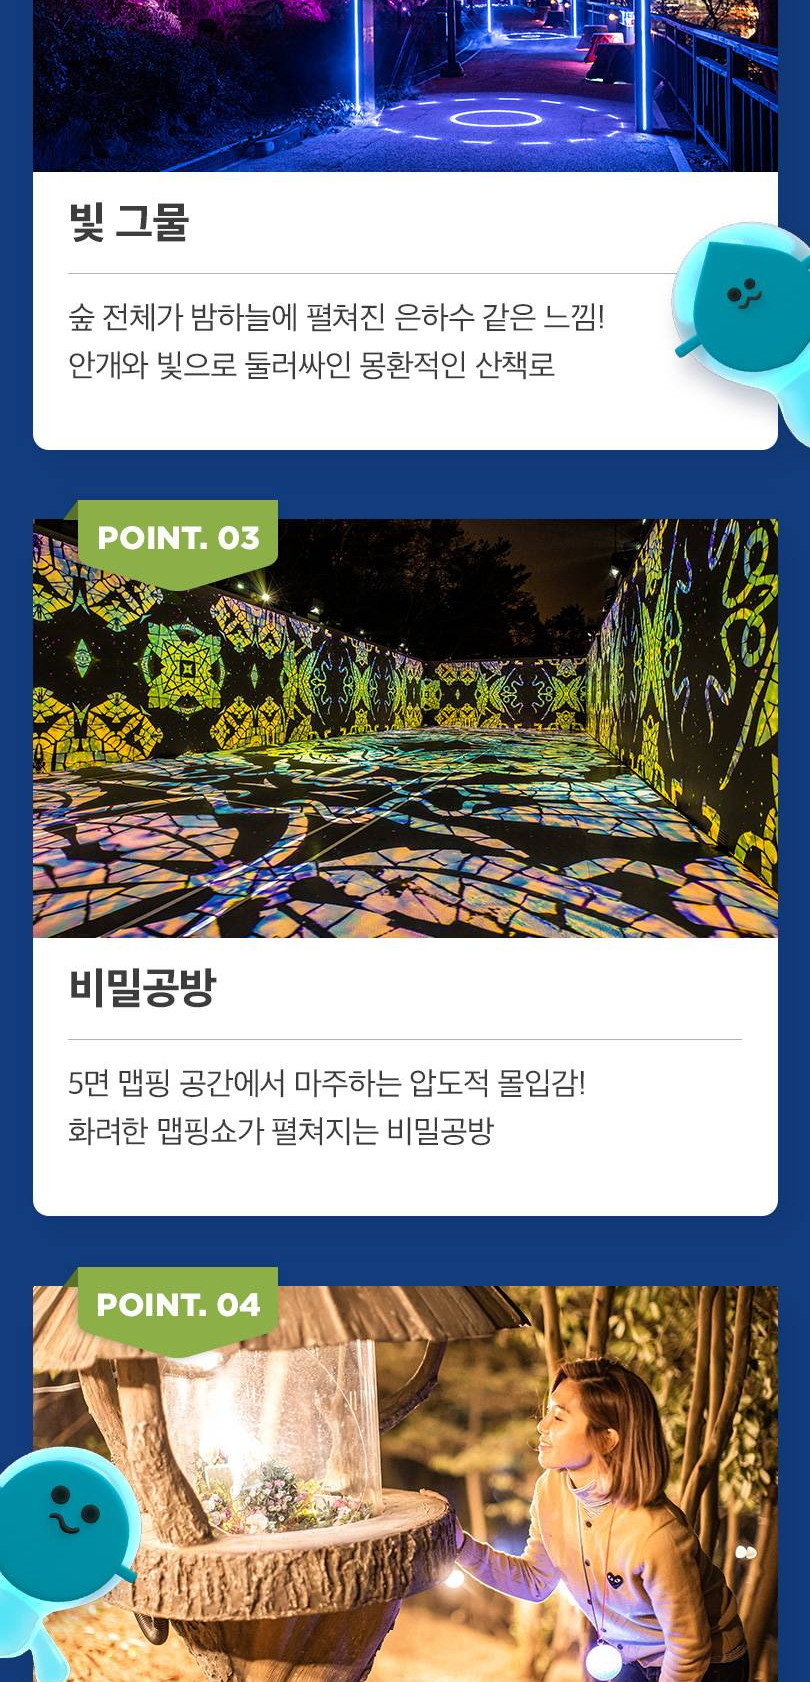 빛 그물
숲 전체가 밤하늘에 펼쳐진 은하수 같은 느낌!
안개와 빛으로 둘러싸인 몽환적인 산책로
POINT. 03
비밀공방
5면 맵핑 공간에서 마주하는 압도적 몰입감!
화려한 맵핑쇼가 펼쳐지는 비밀공방
POINT. 04